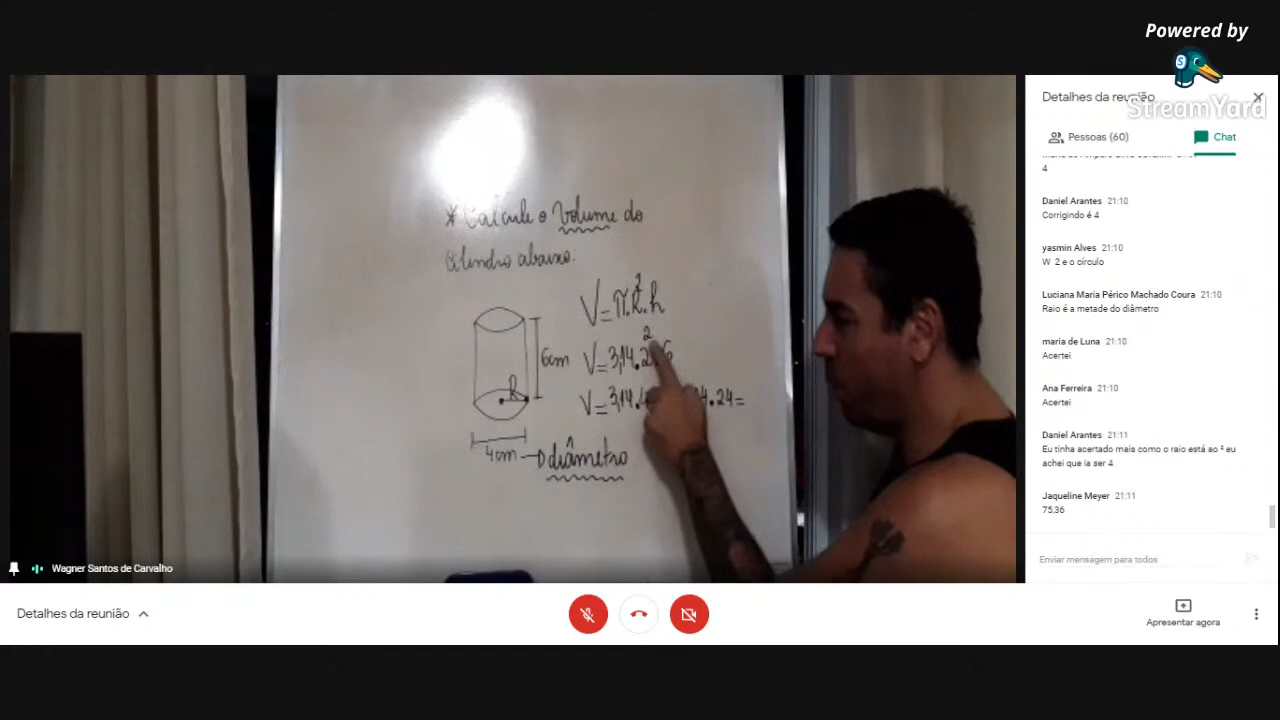 Powered by
StreamYard
* Calcule o Volume do
cilindro abaixo:
V=π.R².h
6cm
V=3,14.2².6
R
V=3,14.4
.24=
4cm → diâmetro
Wagner Santos de Carvalho
Detalhes da reunião
Pessoas (60)
Chat
4
Daniel Arantes 21:10
Corrigindo é 4
yasmin Alves 21:10
W 2 e o círculo
Luciana Maria Périco Machado Coura 21:10
Raio é a metade do diâmetro
maria de Luna 21:10
Acertei
Ana Ferreira 21:10
Acertei
Daniel Arantes 21:11
Eu tinha acertado mais como o raio está ao ² eu
achei que ia ser 4
Jaqueline Meyer 21:11
75,36
Enviar mensagem para todos
Detalhes da reunião
Apresentar agora